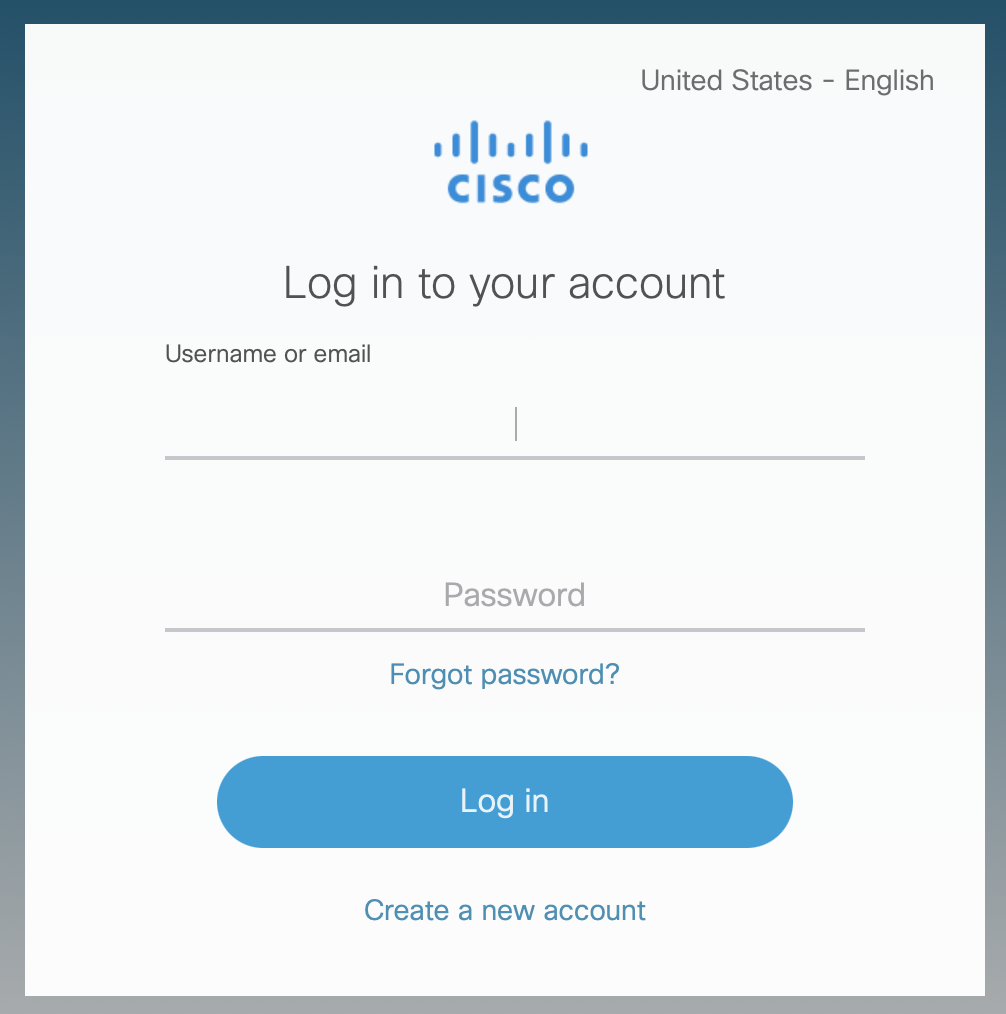 United States - English
CISCO
Log in to your account
Username or email
Password
Forgot password?
Log in
Create a new account